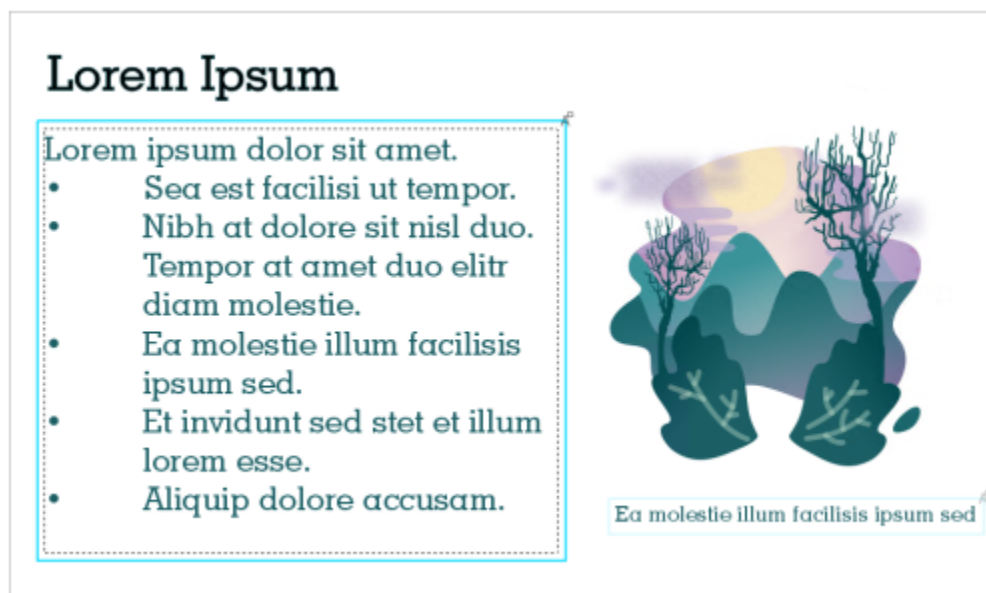 Lorem Ipsum
Lorem ipsum dolor sit amet.
• Sea est facilisi ut tempor.
• Nibh at dolore sit nisl duo.
Tempor at amet duo elitr
diam molestie.
• Ea molestie illum facilisis
ipsum sed.
• Et invidunt sed stet et illum
lorem esse.
• Aliquip dolore accusam.
Ea molestie illum facilisis ipsum sed